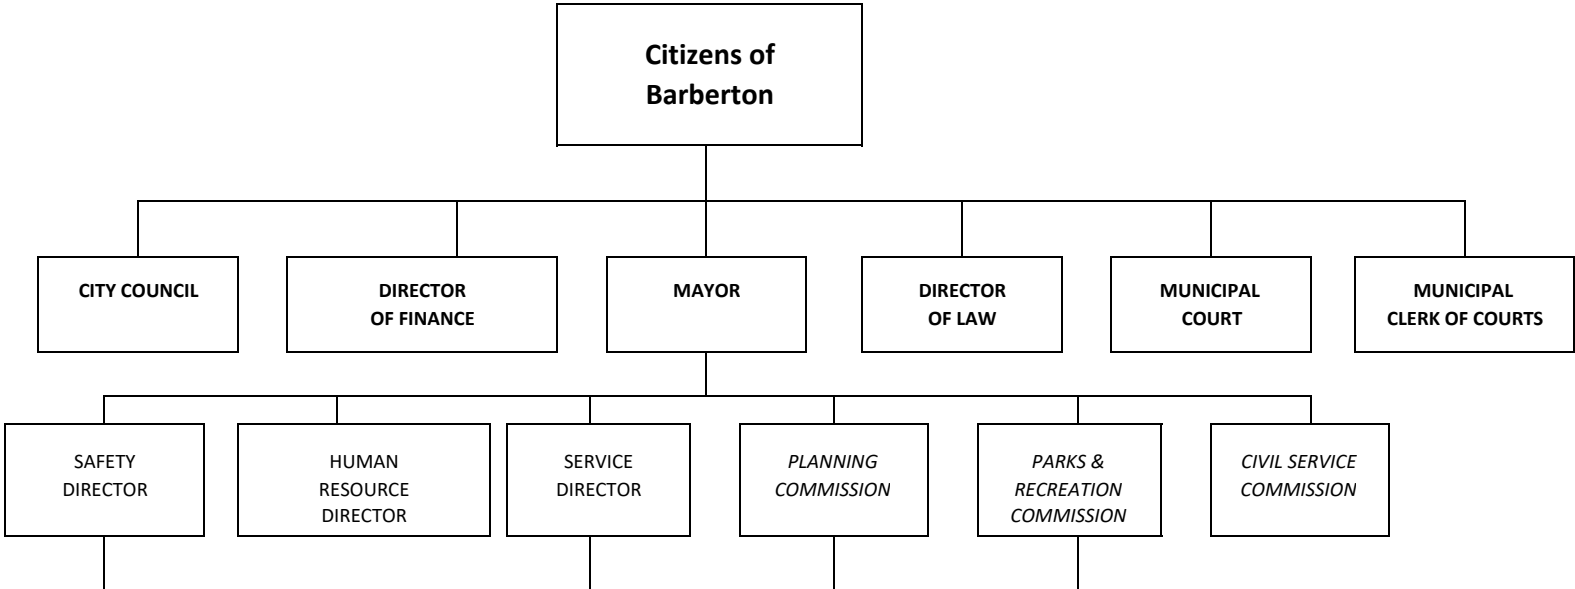 Citizens of
Barberton
CITY COUNCIL
DIRECTOR
OF FINANCE
MAYOR
DIRECTOR
OF LAW
MUNICIPAL
COURT
MUNICIPAL
CLERK OF COURTS
SAFETY
DIRECTOR
HUMAN
RESOURCE
DIRECTOR
SERVICE
DIRECTOR
PLANNING
COMMISSION
PARKS &
RECREATION
COMMISSION
CIVIL SERVICE
COMMISSION